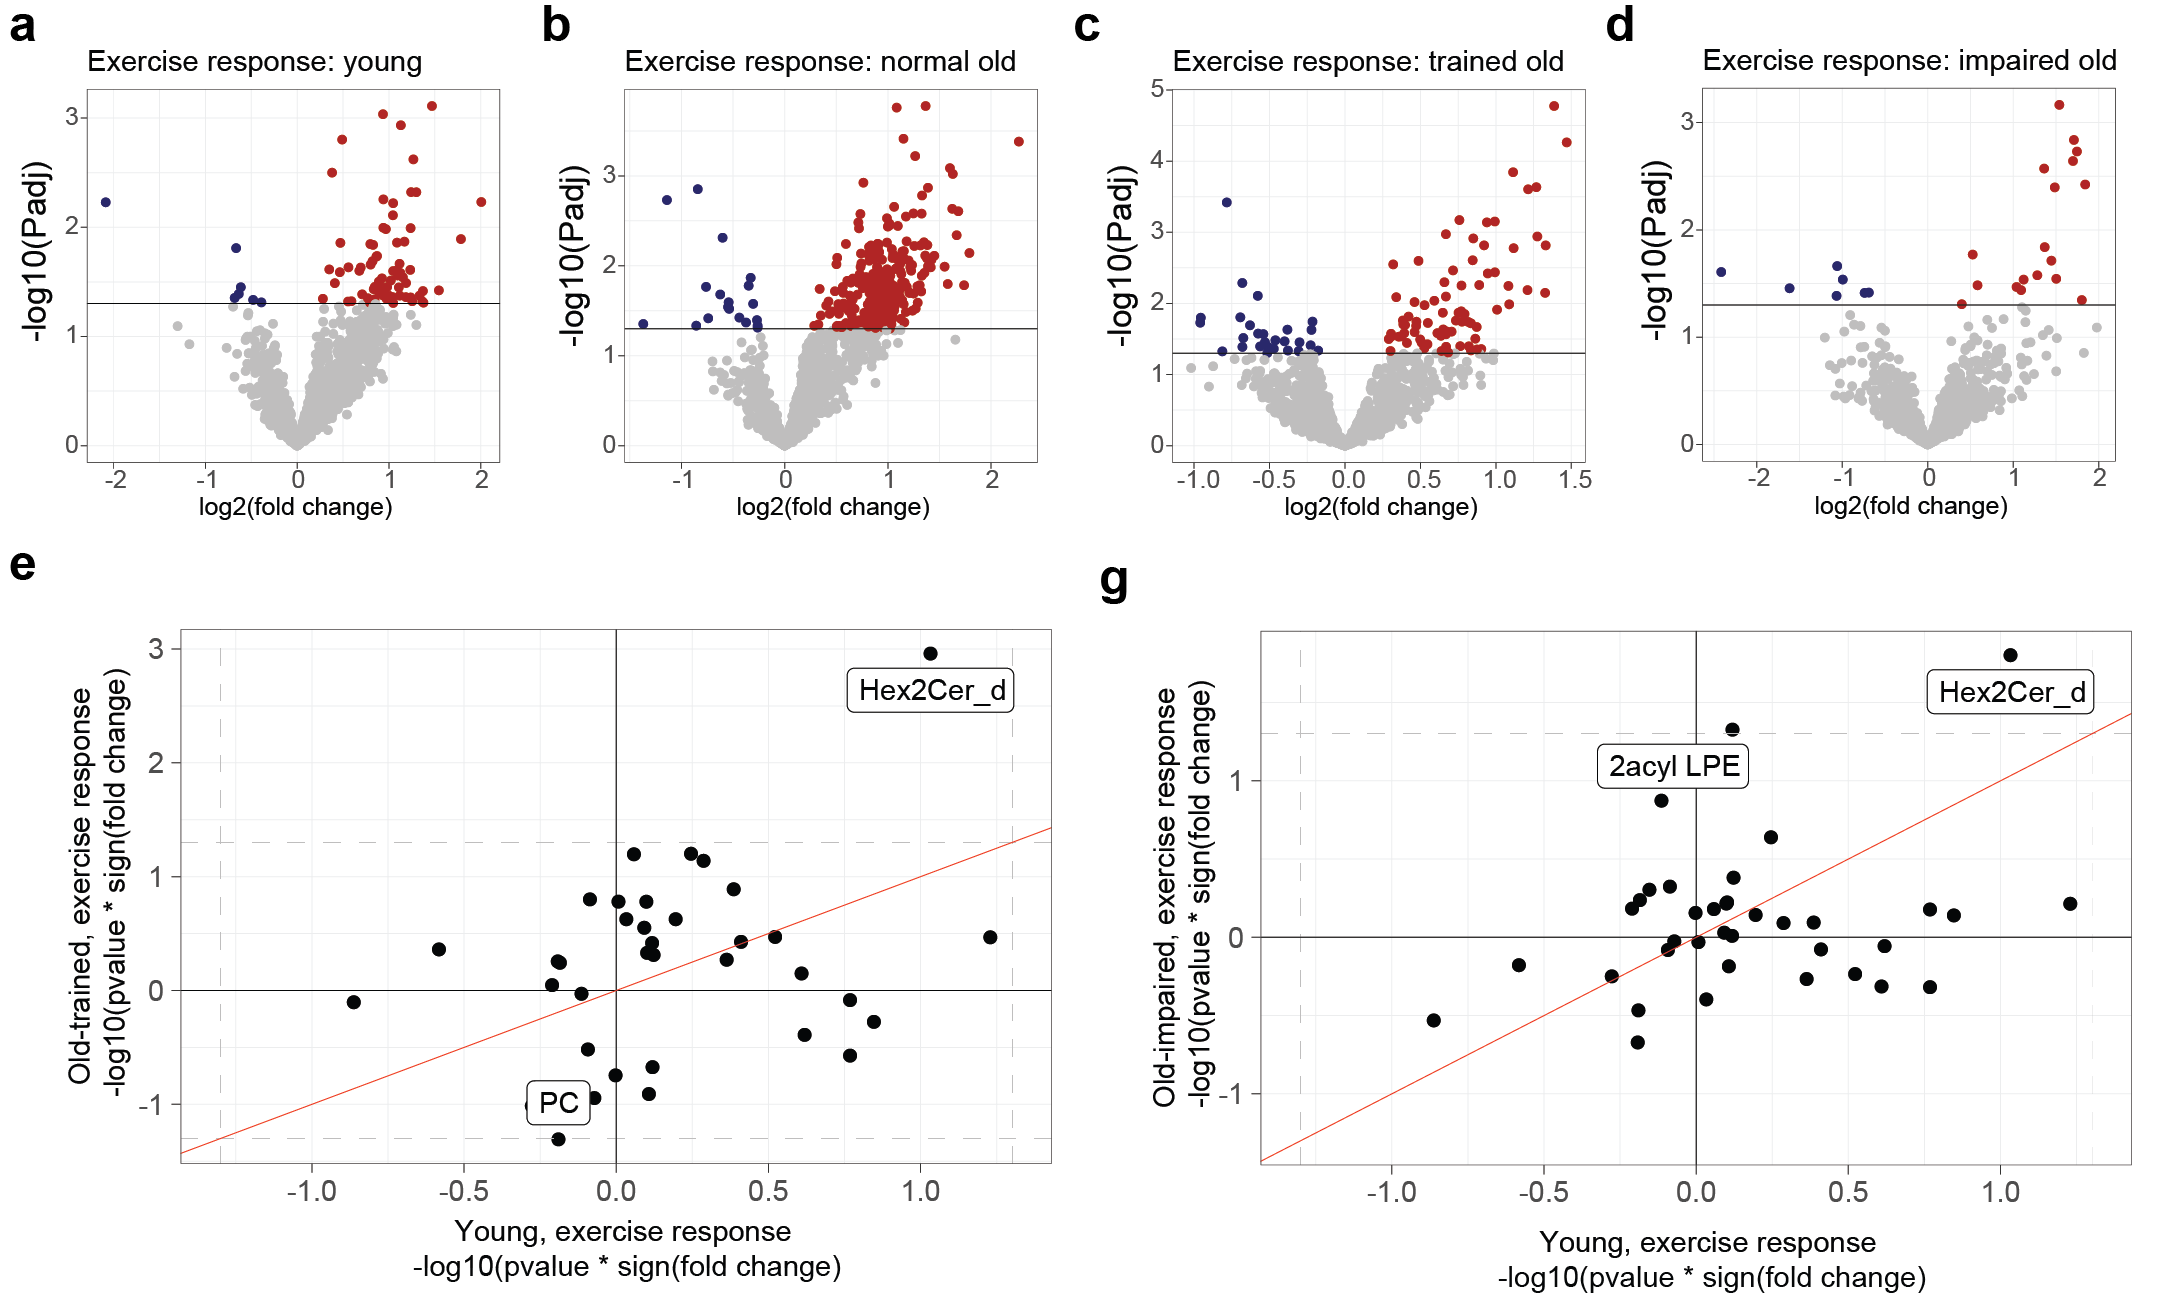 a
Exercise response: young
-log10(Padj)
3
2
1
0
-2
-1
0
1
2
log2(fold change)
b
Exercise response: normal old
-log10(Padj)
3
2
1
0
-1
0
1
2
log2(fold change)
c
Exercise response: trained old
-log10(Padj)
5
4
3
2
1
0
-1.0
-0.5
0.0
0.5
1.0
1.5
log2(fold change)
d
Exercise response: impaired old
-log10(Padj)
3
2
1
0
-2
-1
0
1
2
log2(fold change)
e
Old-trained, exercise response
-log10(pvalue * sign(fold change)
3
2
1
0
-1
Hex2Cer_d
PC
-1.0
-0.5
0.0
0.5
1.0
Young, exercise response
-log10(pvalue * sign(fold change)
g
Old-impaired, exercise response
-log10(pvalue * sign(fold change)
1
0
-1
Hex2Cer_d
2acyl LPE
-1.0
-0.5
0.0
0.5
1.0
Young, exercise response
-log10(pvalue * sign(fold change)